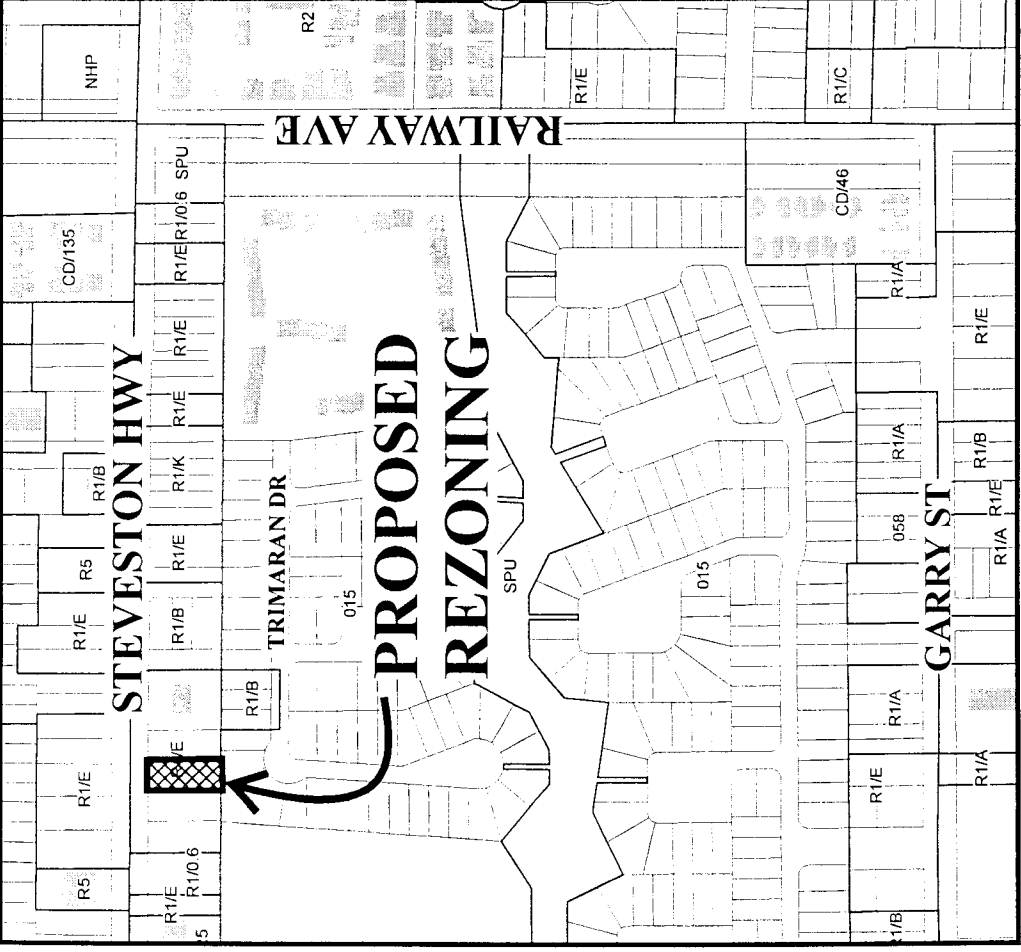 R2
NHP
R1/E
R1/C
RAILWAY AVE
SPU
R1/0.6
R1/E
CD/135
CD/46
R1/A
R1/E
R1/E
STEVESTON HWY
R1/E
R1/K
R1/B
R1/E
R5
R1/B
R1/E
TRIMARAN DR
015
PROPOSED
REZONING
SPU
015
R1/A
R1/B
R1/E
R1/A
058
GARRY ST
R1/B
R1/E
R1/E
R1/A
R1/E
R1/A
R5
R1/0.6
R1/E